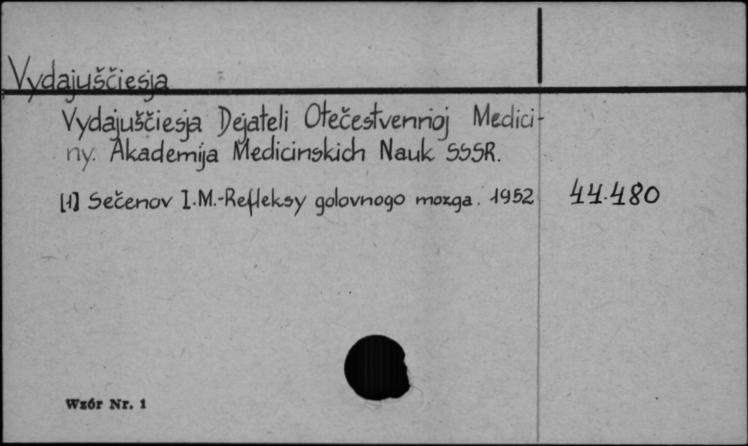 Vydajuščiesja
Vydajuščiesja Dejateli Otečestvennoj Medici-
ny. Akademija Medicinskich Nauk SSSR.
[1] Sečenov I.M.-Refleksy golovnogo mozga. 1952 44.480
Wzór Nr. 1